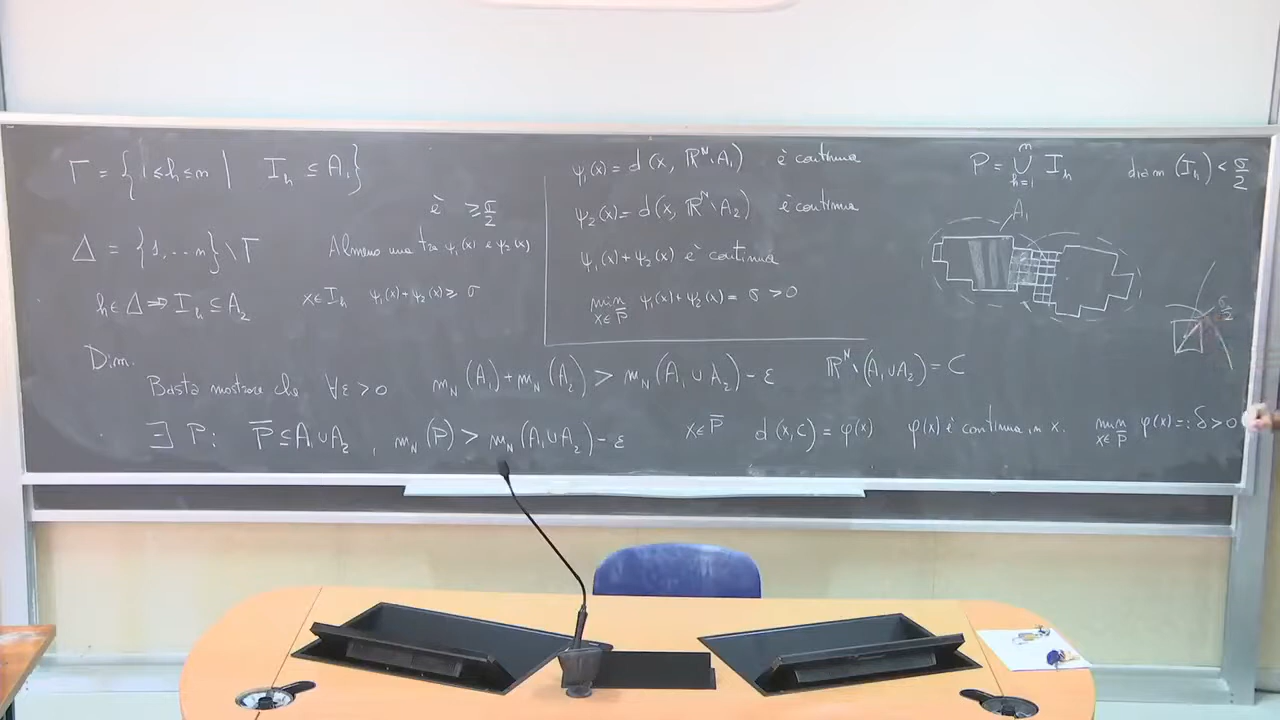 Γ = {1≤h≤m | I_h ⊆ A_1}
è ≥ σ/2
Δ = {1, ... m} \ Γ Almeno una tra ψ_1(x) e ψ_2(x)
h∈Δ ⇒ I_h ⊆ A_2 x∈I_h ψ_1(x)+ψ_2(x) ≥ σ
ψ_1(x) = d(x, ℝ^N \ A_1) è continua
ψ_2(x) = d(x, ℝ^N \ A_2) è continua
ψ_1(x)+ψ_2(x) è continua
min_{x∈P̅} ψ_1(x)+ψ_2(x) = σ > 0
P = ⋃_{h=1}^m I_h diam (I_h) < σ/2
A_1
σ/2
Dim.
Basta mostrare che ∀ε>0 m_N(A_1)+m_N(A_2) > m_N(A_1 ∪ A_2) - ε ℝ^N \ (A_1∪A_2) = C
∃ P: P̅ ⊆ A_1∪A_2, m_N(P) > m_N(A_1∪A_2) - ε x∈P̅ d(x,C) = φ(x) φ(x) è continua in x. min_{x∈P̅} φ(x) =: δ > 0